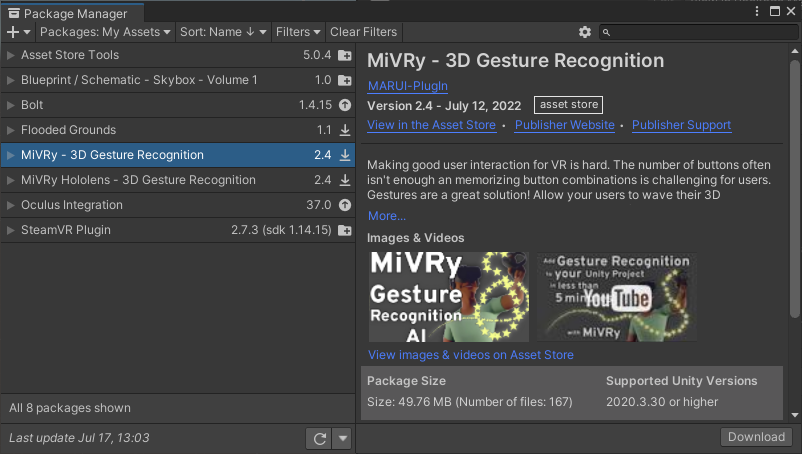 Package Manager
Packages: My Assets
Sort: Name ↓
Filters
Clear Filters
Asset Store Tools 5.0.4
Blueprint / Schematic - Skybox - Volume 1 1.0
Bolt 1.4.15
Flooded Grounds 1.1
MiVRy - 3D Gesture Recognition 2.4
MiVRy Hololens - 3D Gesture Recognition 2.4
Oculus Integration 37.0
SteamVR Plugin 2.7.3 (sdk 1.14.15)
All 8 packages shown
Last update Jul 17, 13:03
MiVRy - 3D Gesture Recognition
MARUI-PlugIn
Version 2.4 - July 12, 2022 asset store
View in the Asset Store • Publisher Website • Publisher Support
Making good user interaction for VR is hard. The number of buttons often
isn't enough an memorizing button combinations is challenging for users.
Gestures are a great solution! Allow your users to wave their 3D
More...
Images & Videos
MiVRy
Gesture
Recognition
AI
Add Gesture Recognition
to your Unity Project
in less than
5 minutes
YouTube
with MiVRy
View images & videos on Asset Store
Package Size
Size: 49.76 MB (Number of files: 167)
Supported Unity Versions
2020.3.30 or higher
Download